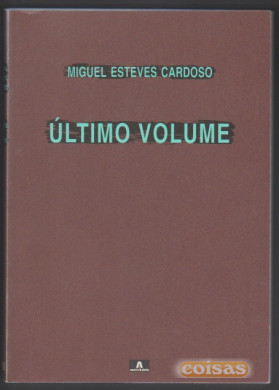 MIGUEL ESTEVES CARDOSO
ÚLTIMO VOLUME
A
coisas